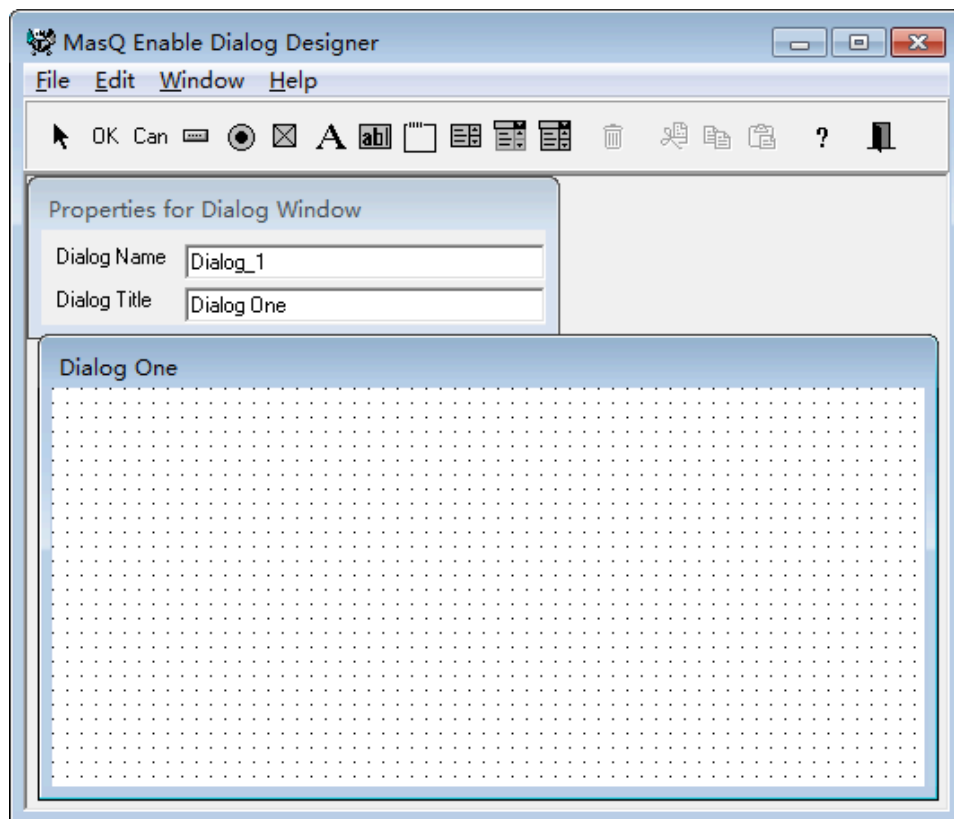 MasQ Enable Dialog Designer
File Edit Window Help
OK Can A abl ?
Properties for Dialog Window
Dialog Name Dialog_1
Dialog Title Dialog One
Dialog One